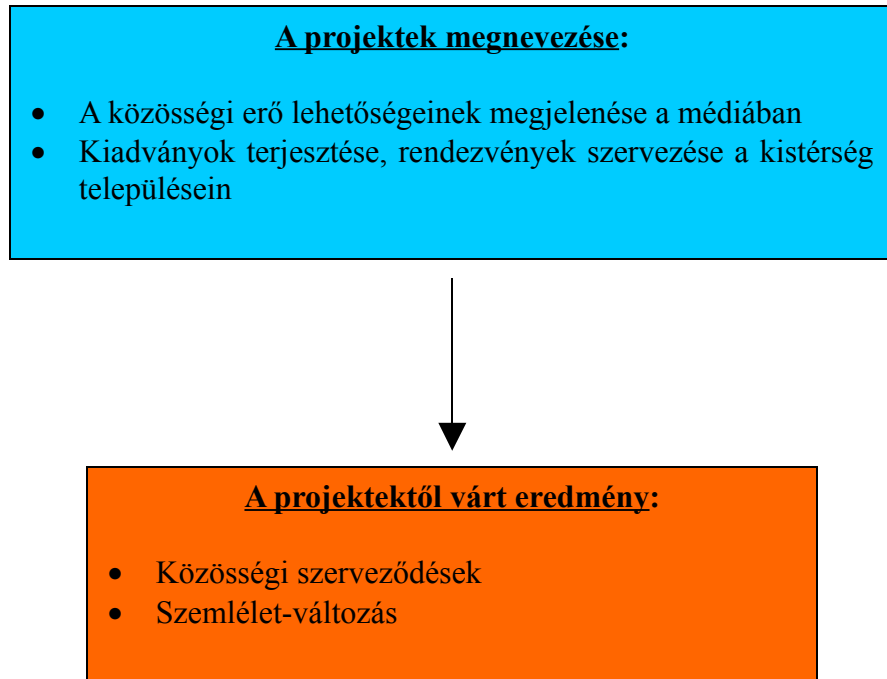 A projektek megnevezése:
• A közösségi erő lehetőségeinek megjelenése a médiában
• Kiadványok terjesztése, rendezvények szervezése a kistérség
településein
A projektektől várt eredmény:
• Közösségi szerveződések
• Szemlélet-változás